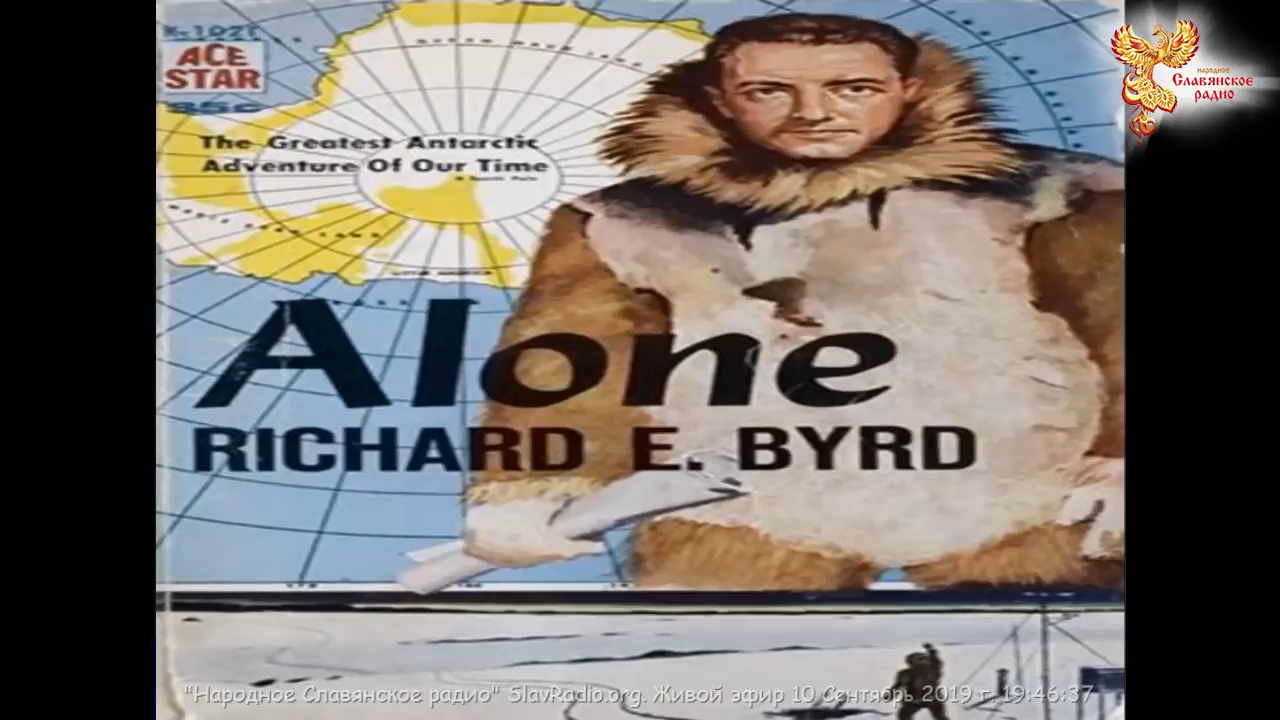 ACE
STAR
народное
Славянское
радио
The Greatest Antarctic
Adventure Of Our Time
Alone
RICHARD E. BYRD
"Народное Славянское радио" SlavRadio.org. Живой эфир 10 Сентябрь 2019 г. 19:46:37